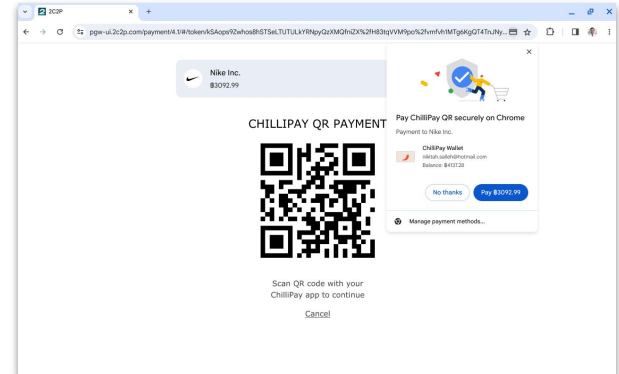 2C2P
pgw-ui.2c2p.com/payment/4.1/#/token/kSAops9Zwhos8hSTSeLTUTULkYRNpyQzXMQfniZX%2fH83tqVVM9po%2fvmfvh1MTg6KgQT4TnJNy...
Nike Inc.
฿3092.99
CHILLIPAY QR PAYMENT
Scan QR code with your
ChilliPay app to continue
Cancel
Pay ChilliPay QR securely on Chrome
Payment to Nike Inc.
ChilliPay Wallet
nikitah.salleh@hotmail.com
Balance: ฿4131.28
No thanks
Pay ฿3092.99
Manage payment methods...